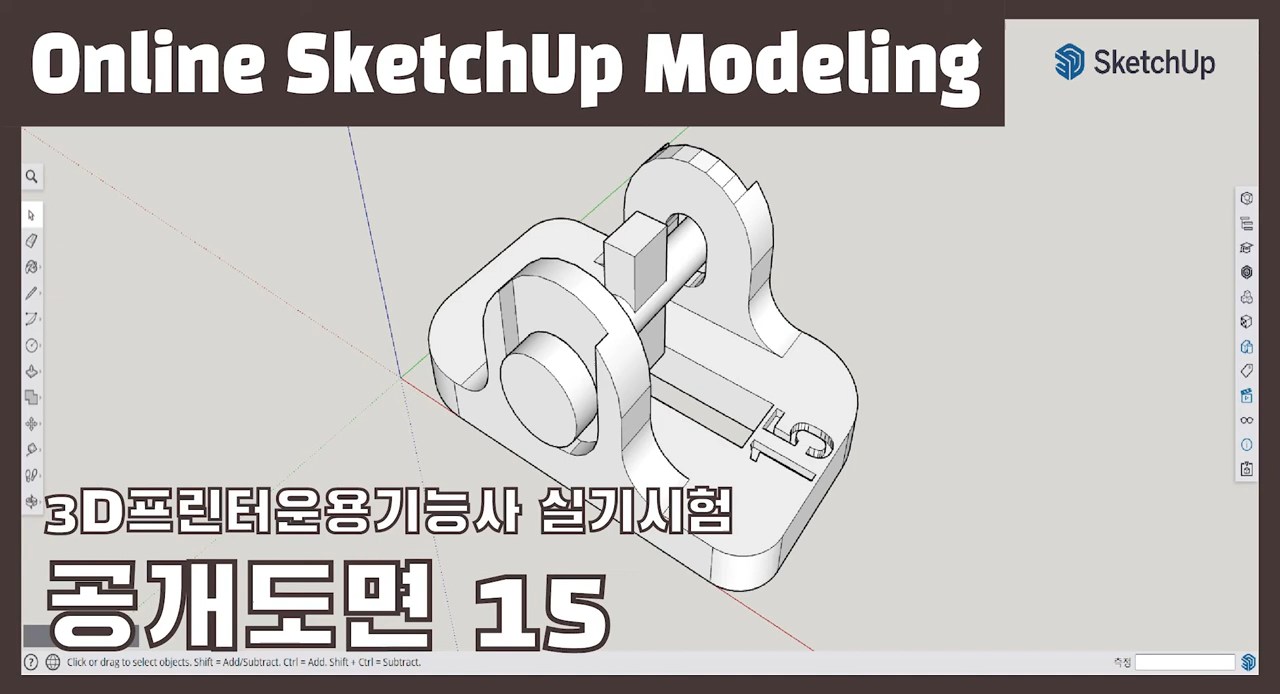 Online SketchUp Modeling
SketchUp
15
3D프린터운용기능사 실기시험
공개도면 15
Click or drag to select objects. Shift = Add/Subtract. Ctrl = Add. Shift + Ctrl = Subtract.
측정